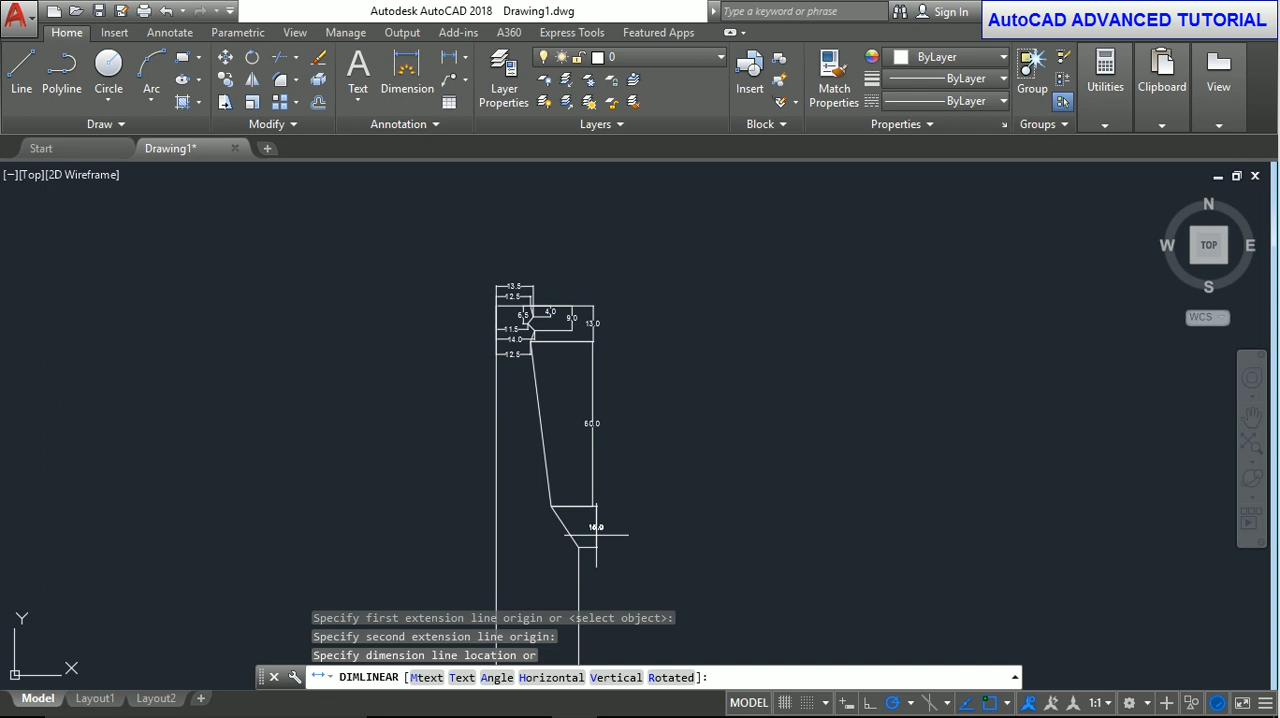 Autodesk AutoCAD 2018 Drawing1.dwg
Type a keyword or phrase
Sign In
AutoCAD ADVANCED TUTORIAL
Home Insert Annotate Parametric View Manage Output Add-ins A360 Express Tools Featured Apps
Line Polyline Circle Arc
Text Dimension
Layer Properties
0
Insert
Match Properties
ByLayer
ByLayer
ByLayer
Group
Utilities
Clipboard
View
Draw Modify Annotation Layers Block Properties Groups
Start Drawing1*
[−][Top][2D Wireframe]
N
W TOP E
S
WCS
13.5
12.5
6.5 4.0 9.0 13.0
11.5
14.0
12.5
60.0
Y
X
Specify first extension line origin or <select object>:
Specify second extension line origin:
Specify dimension line location or
DIMLINEAR [Mtext Text Angle Horizontal Vertical Rotated]:
Model Layout1 Layout2
MODEL 1:1